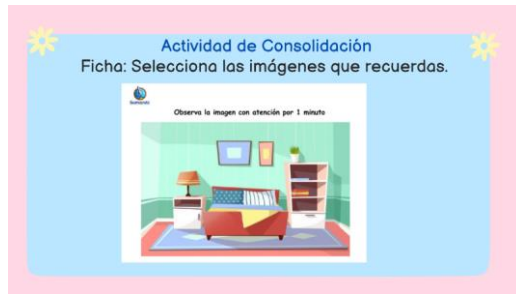 Actividad de Consolidación
Ficha: Selecciona las imágenes que recuerdas.
Observa la imagen con atención por 1 minuto